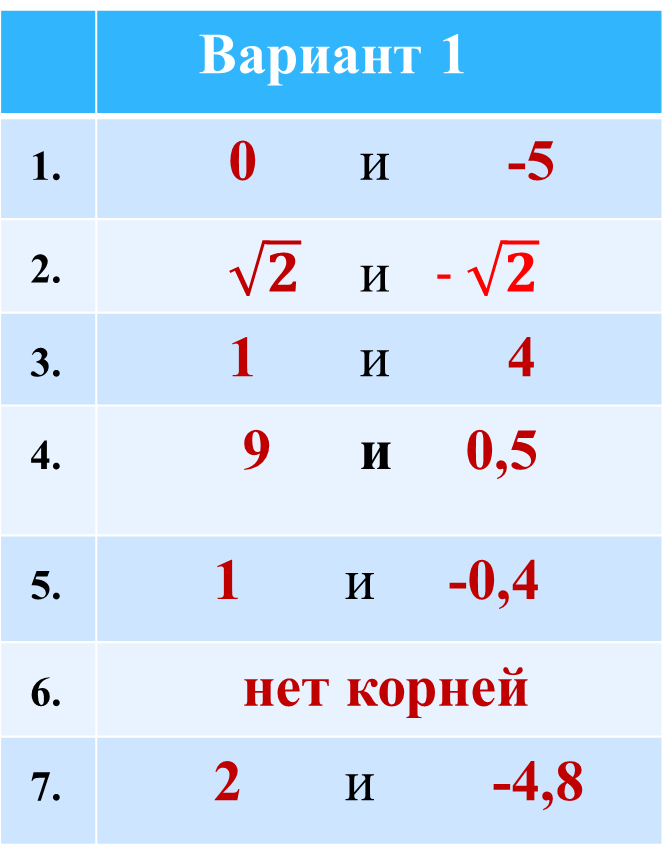 Вариант 1
1. 0 и -5
2. √2 и - √2
3. 1 и 4
4. 9 и 0,5
5. 1 и -0,4
6. нет корней
7. 2 и -4,8